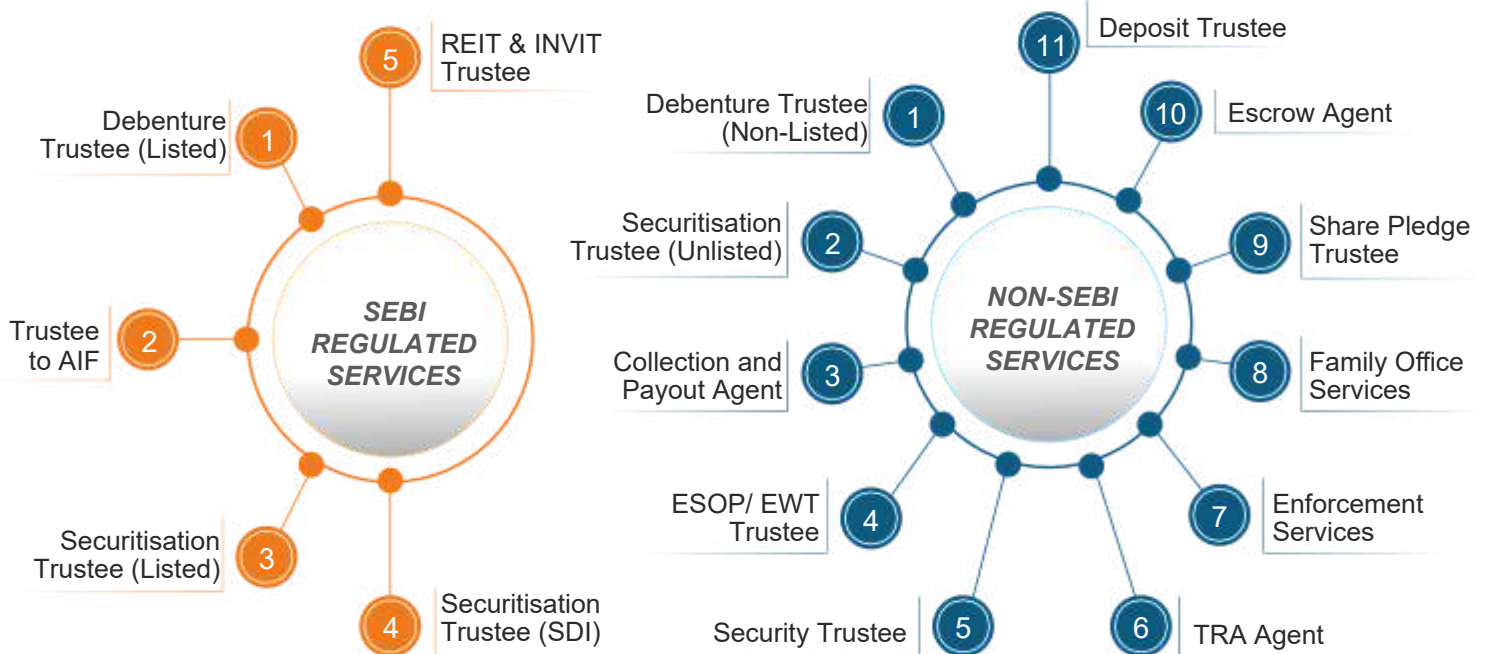 SEBI
REGULATED
SERVICES
1
Debenture
Trustee (Listed)
2
Trustee
to AIF
3
Securitisation
Trustee (Listed)
4
Securitisation
Trustee (SDI)
5
REIT & INVIT
Trustee
NON-SEBI
REGULATED
SERVICES
1
Debenture Trustee
(Non-Listed)
2
Securitisation
Trustee (Unlisted)
3
Collection and
Payout Agent
4
ESOP/ EWT
Trustee
5
Security Trustee
6
TRA Agent
7
Enforcement
Services
8
Family Office
Services
9
Share Pledge
Trustee
10
Escrow Agent
11
Deposit Trustee